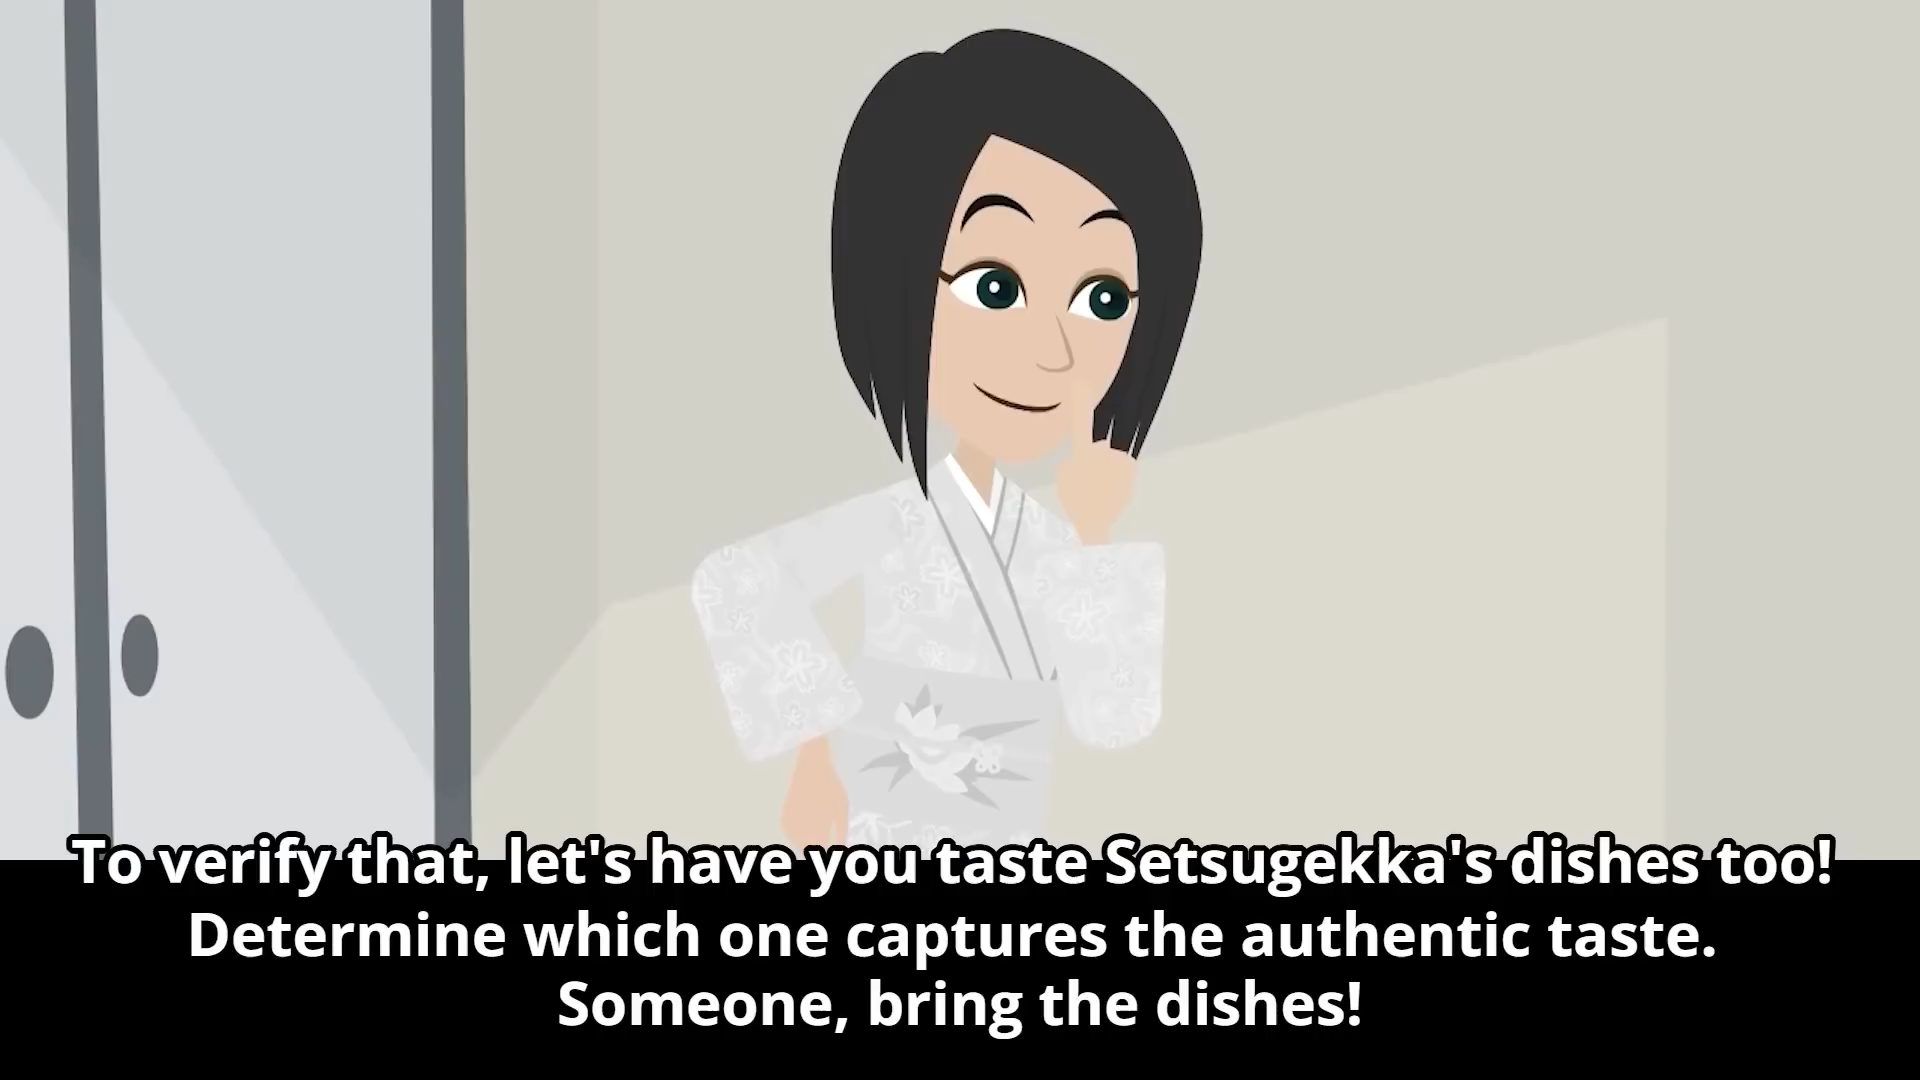 To verify that, let's have you taste Setsugekka's dishes too!
Determine which one captures the authentic taste.
Someone, bring the dishes!